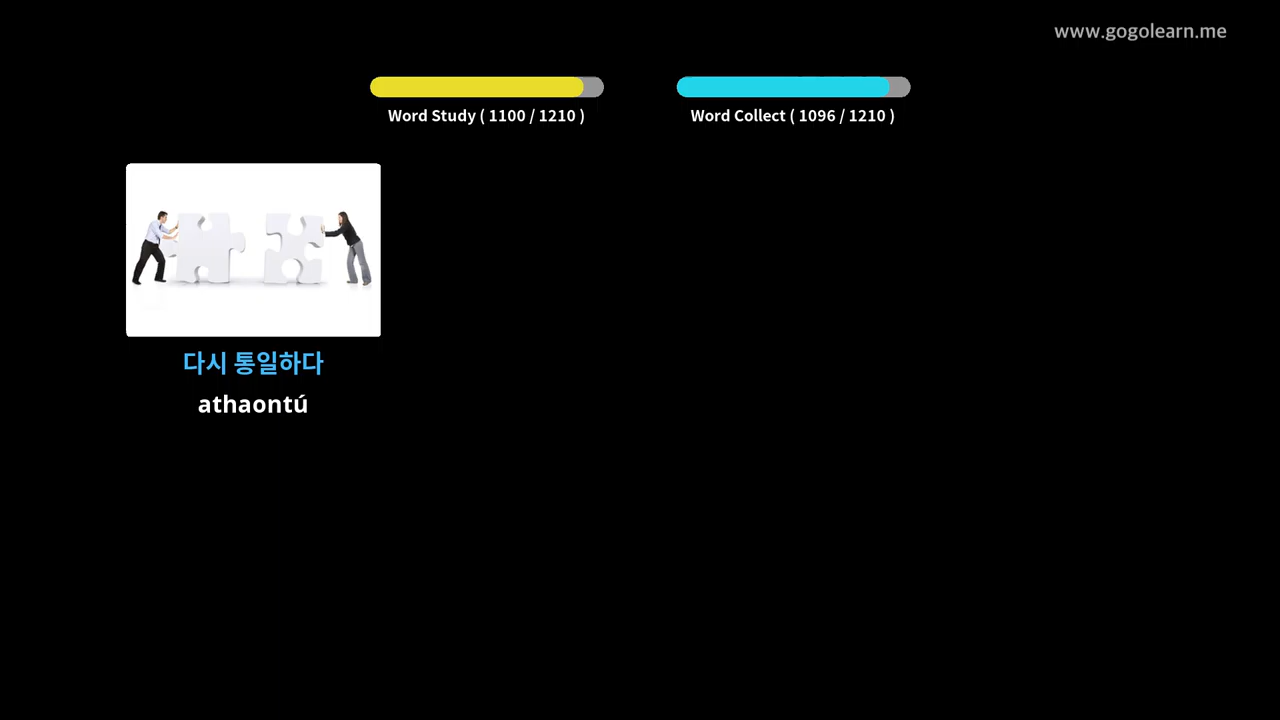 www.gogolearn.me
Word Study ( 1100 / 1210 )
Word Collect ( 1096 / 1210 )
다시 통일하다
athaontú